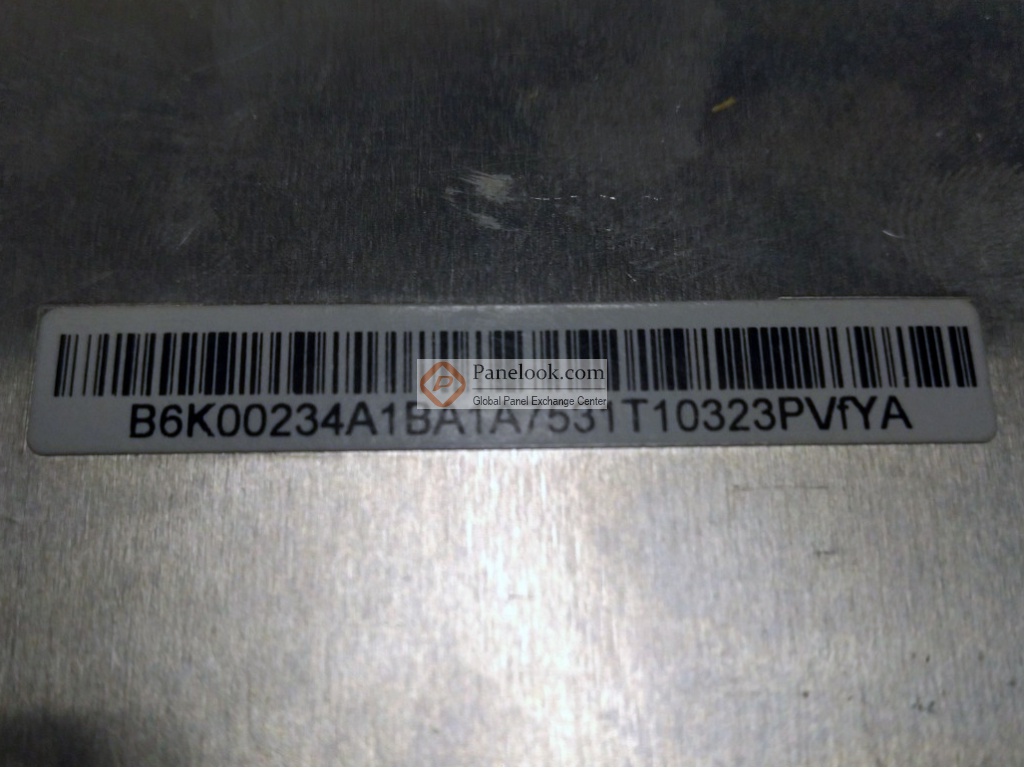 Panelook.com
Global Panel Exchange Center
B6K00234A1BA1A7531T10323PVfYA